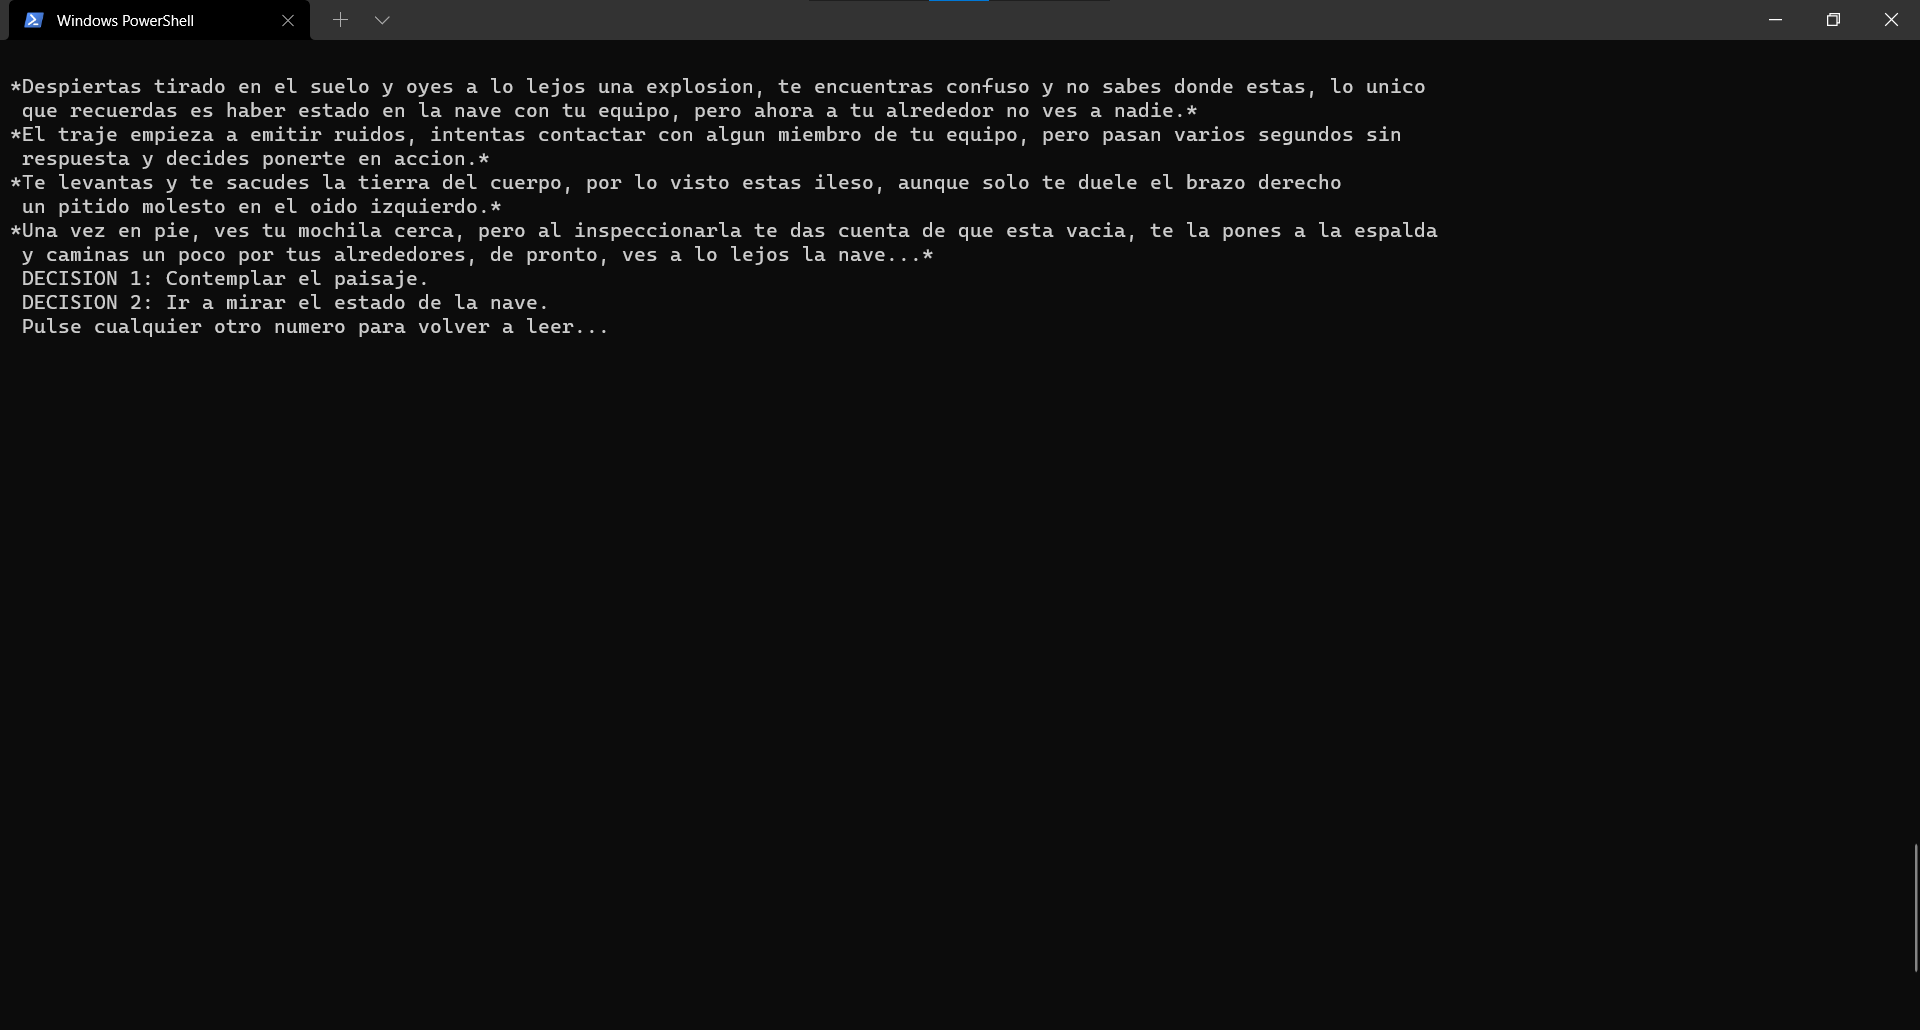 Windows PowerShell
*Despiertas tirado en el suelo y oyes a lo lejos una explosion, te encuentras confuso y no sabes donde estas, lo unico
que recuerdas es haber estado en la nave con tu equipo, pero ahora a tu alrededor no ves a nadie.*
*El traje empieza a emitir ruidos, intentas contactar con algun miembro de tu equipo, pero pasan varios segundos sin
respuesta y decides ponerte en accion.*
*Te levantas y te sacudes la tierra del cuerpo, por lo visto estas ileso, aunque solo te duele el brazo derecho
un pitido molesto en el oido izquierdo.*
*Una vez en pie, ves tu mochila cerca, pero al inspeccionarla te das cuenta de que esta vacia, te la pones a la espalda
y caminas un poco por tus alrededores, de pronto, ves a lo lejos la nave...*
DECISION 1: Contemplar el paisaje.
DECISION 2: Ir a mirar el estado de la nave.
Pulse cualquier otro numero para volver a leer...